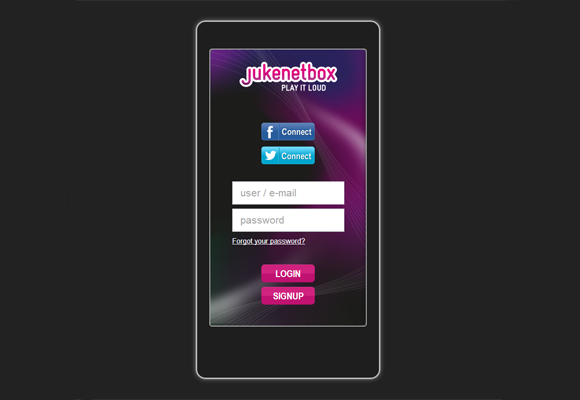 jukenetbox
PLAY IT LOUD
f Connect
Connect
user / e-mail
password
Forgot your password?
LOGIN
SIGNUP